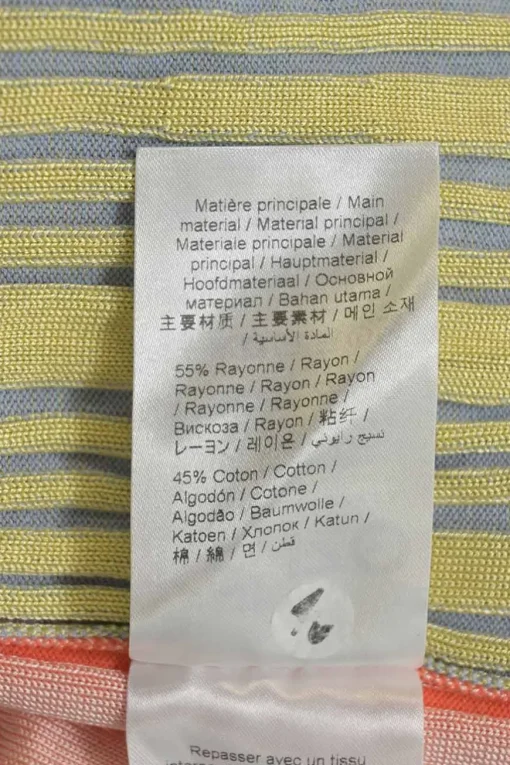 Matière principale / Main
material / Material principal /
Materiale principale / Material
principal / Hauptmaterial /
Hoofdmateriaal / Основной
материал / Bahan utama /
主要材质 / 主要素材 / 메인 소재
/ المادة الأساسية /
55% Rayonne / Rayon /
Rayonne / Rayon / Rayon
/ Rayonne / Rayonne /
Вискоза / Rayon / 粘纤 /
レーヨン / 레이온 / نسيج رايوني
45% Coton / Cotton /
Algodón / Cotone /
Algodão / Baumwolle /
Katoen / Хлопок / Katun /
棉 / 綿 / 면 / قطن
Repasser avec un tissu